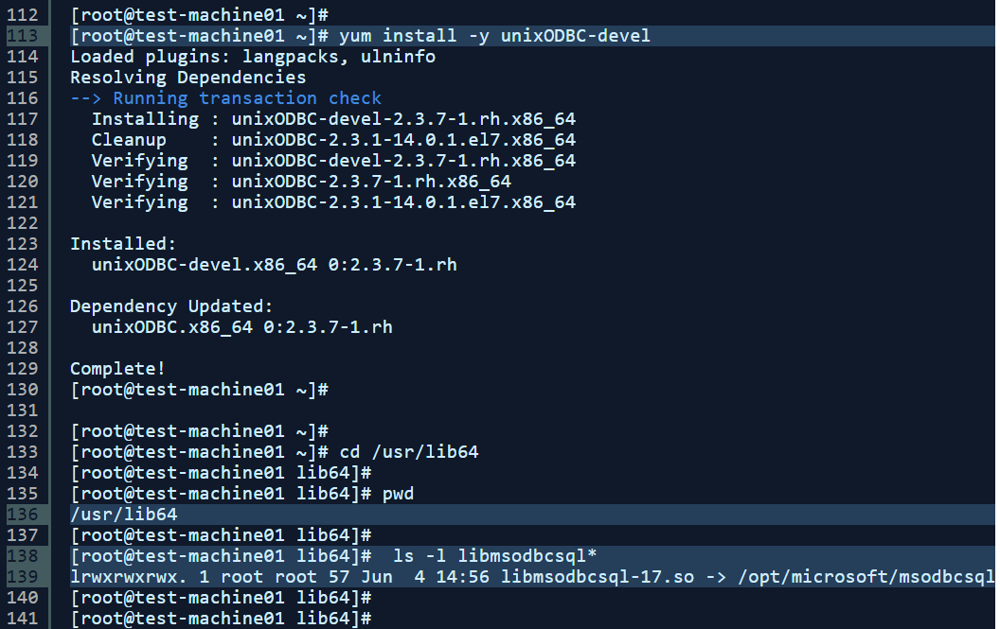 112 [root@test-machine01 ~]#
113 [root@test-machine01 ~]# yum install -y unixODBC-devel
114 Loaded plugins: langpacks, ulninfo
115 Resolving Dependencies
116 --> Running transaction check
117   Installing : unixODBC-devel-2.3.7-1.rh.x86_64
118   Cleanup    : unixODBC-2.3.1-14.0.1.el7.x86_64
119   Verifying  : unixODBC-devel-2.3.7-1.rh.x86_64
120   Verifying  : unixODBC-2.3.7-1.rh.x86_64
121   Verifying  : unixODBC-2.3.1-14.0.1.el7.x86_64
122
123 Installed:
124   unixODBC-devel.x86_64 0:2.3.7-1.rh
125
126 Dependency Updated:
127   unixODBC.x86_64 0:2.3.7-1.rh
128
129 Complete!
130 [root@test-machine01 ~]#
131
132 [root@test-machine01 ~]#
133 [root@test-machine01 ~]# cd /usr/lib64
134 [root@test-machine01 lib64]#
135 [root@test-machine01 lib64]# pwd
136 /usr/lib64
137 [root@test-machine01 lib64]#
138 [root@test-machine01 lib64]#  ls -l libmsodbcsql*
139 lrwxrwxrwx. 1 root root 57 Jun  4 14:56 libmsodbcsql-17.so -> /opt/microsoft/msodbcsql
140 [root@test-machine01 lib64]#
141 [root@test-machine01 lib64]#